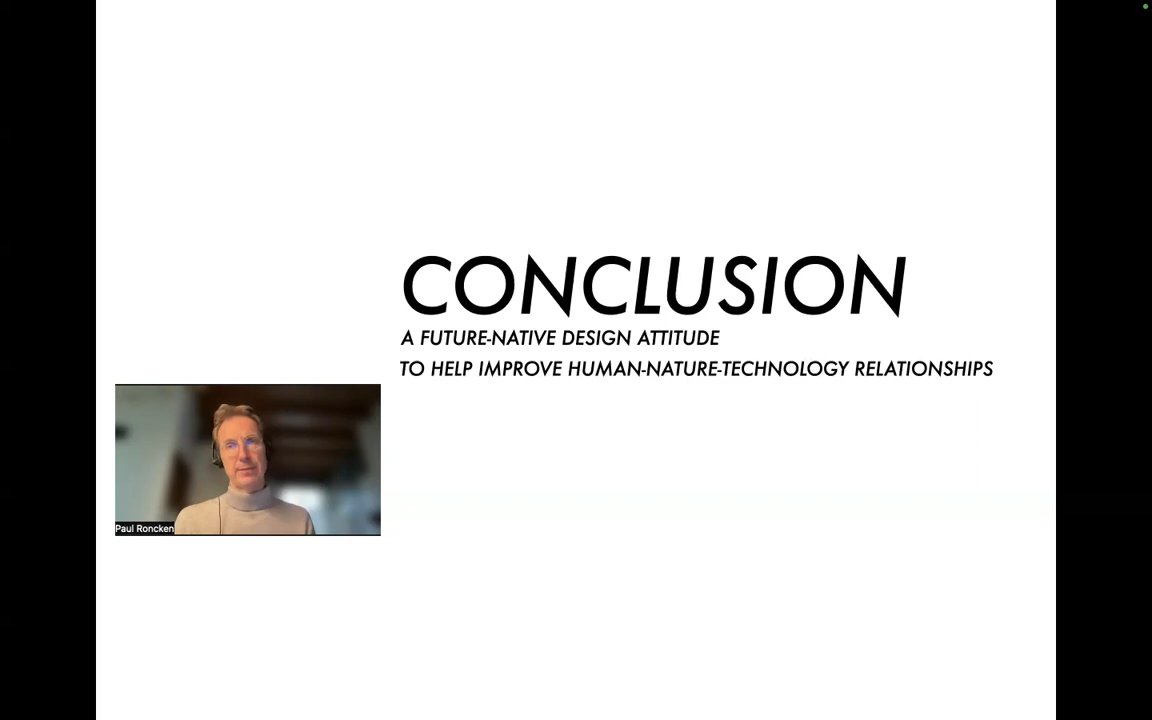 CONCLUSION
A FUTURE-NATIVE DESIGN ATTITUDE
TO HELP IMPROVE HUMAN-NATURE-TECHNOLOGY RELATIONSHIPS
Paul Roncken